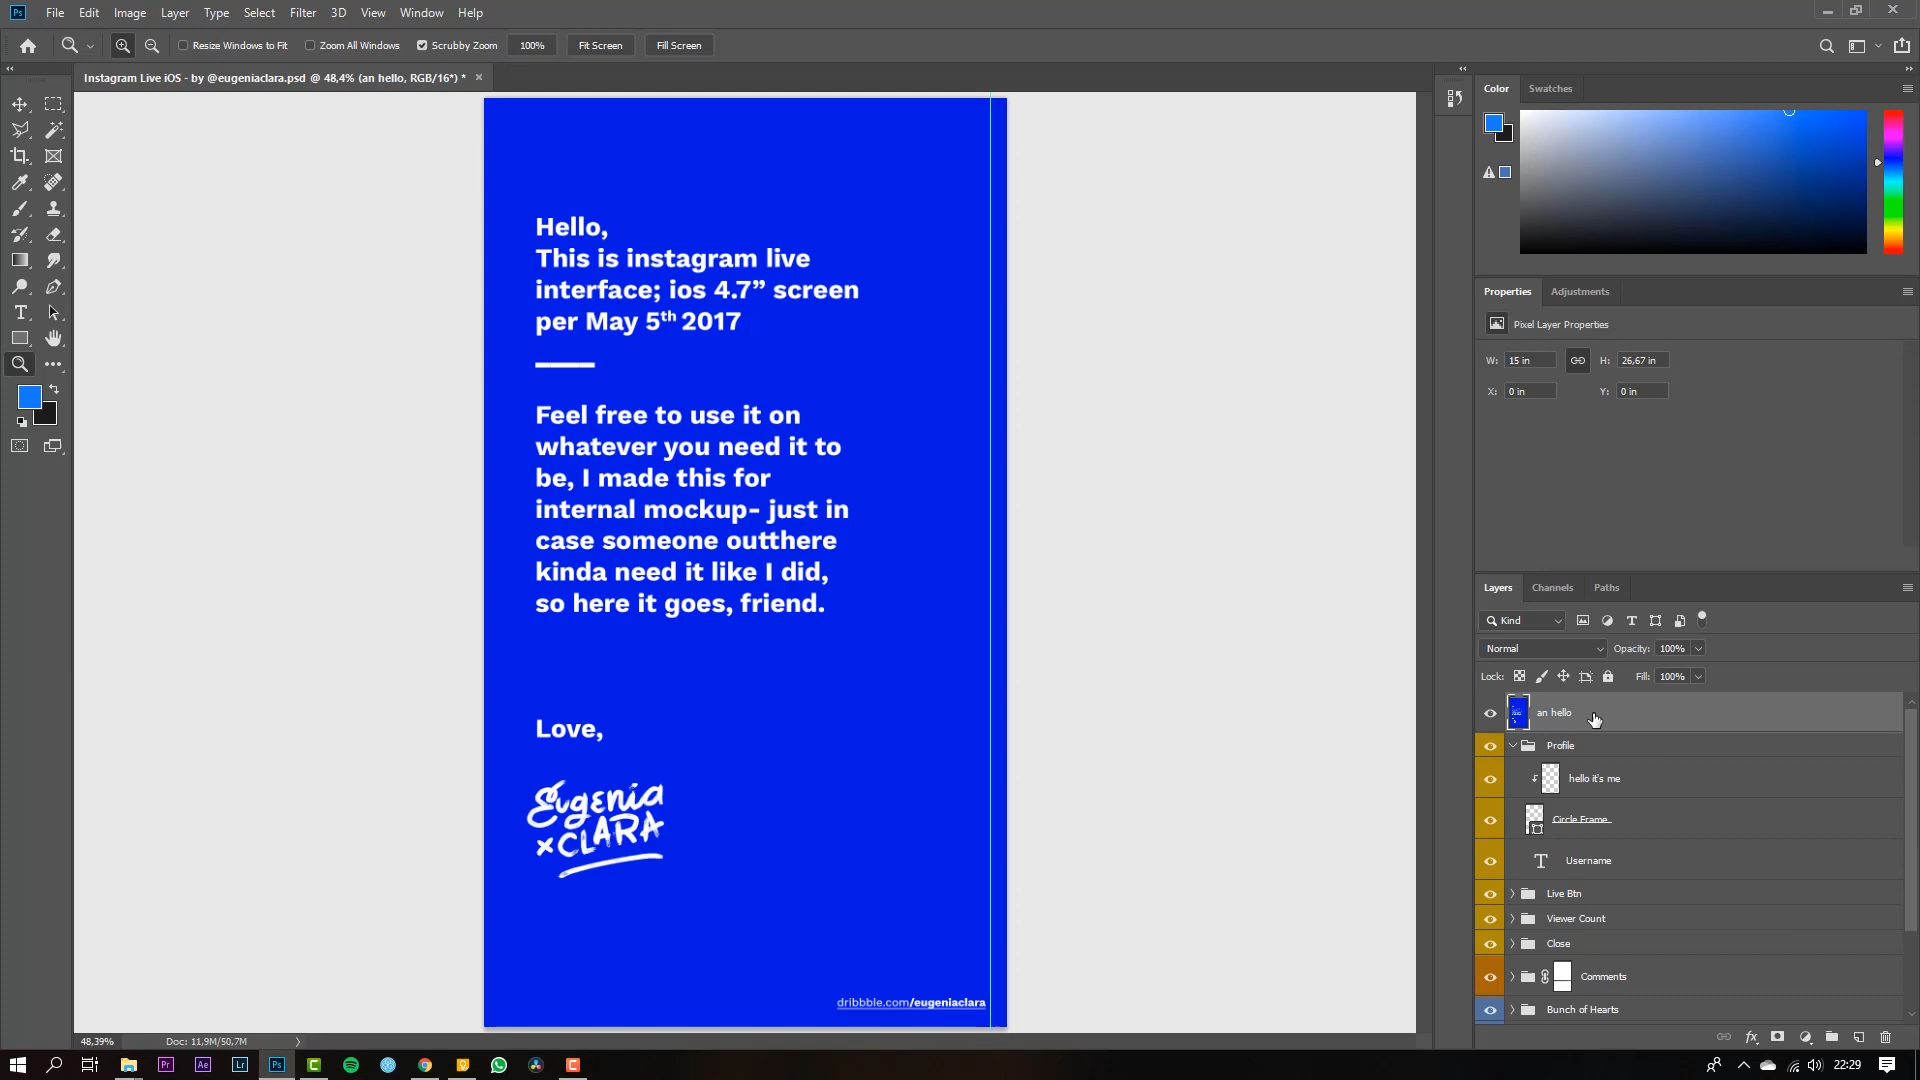 Ps File Edit Image Layer Type Select Filter 3D View Window Help
Resize Windows to Fit Zoom All Windows Scrubby Zoom 100% Fit Screen Fill Screen
Instagram Live iOS - by @eugeniaclara.psd @ 48,4% (an hello, RGB/16*) *
Hello,
This is instagram live
interface; ios 4.7” screen
per May 5th 2017
Feel free to use it on
whatever you need it to
be, I made this for
internal mockup- just in
case someone outthere
kinda need it like I did,
so here it goes, friend.
Love,
Eugenia
xCLARA
dribbble.com/eugeniaclara
Color Swatches
Properties Adjustments
Pixel Layer Properties
W: 15 in H: 26,67 in
X: 0 in Y: 0 in
Layers Channels Paths
Kind
Normal Opacity: 100%
Lock: Fill: 100%
an hello
Profile
hello it's me
Circle Frame
Username
Live Btn
Viewer Count
Close
Comments
Bunch of Hearts
48,39% Doc: 11,9M/50,7M
Pr Ae Lr Ps 22:29